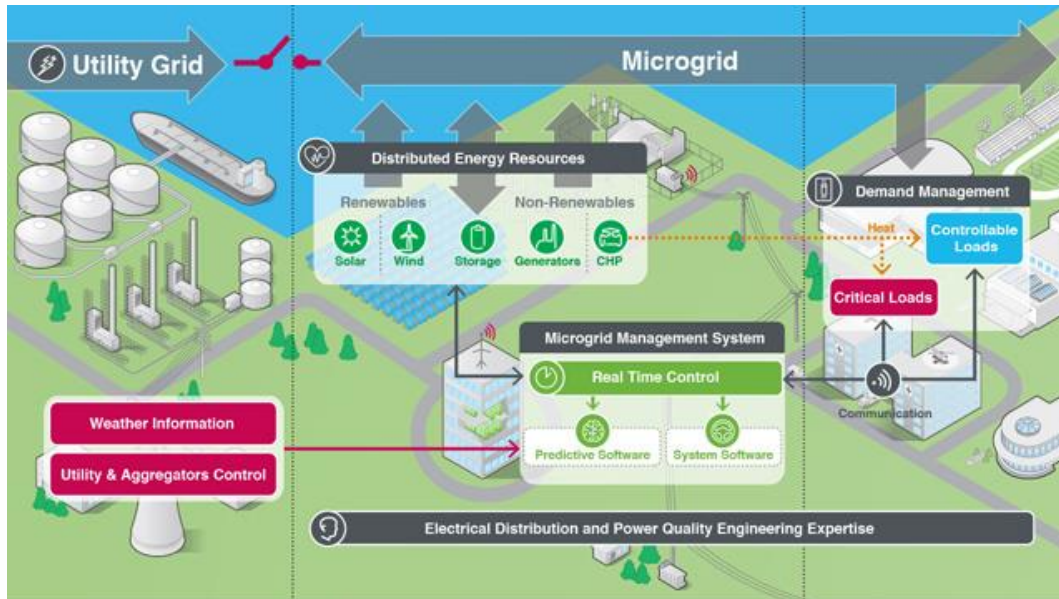 Utility Grid
Microgrid
Distributed Energy Resources
Renewables
Non-Renewables
Solar
Wind
Storage
Generators
CHP
Demand Management
Heat
Controllable
Loads
Critical Loads
Microgrid Management System
Real Time Control
Communication
Predictive Software
System Software
Weather Information
Utility & Aggregators Control
Electrical Distribution and Power Quality Engineering Expertise